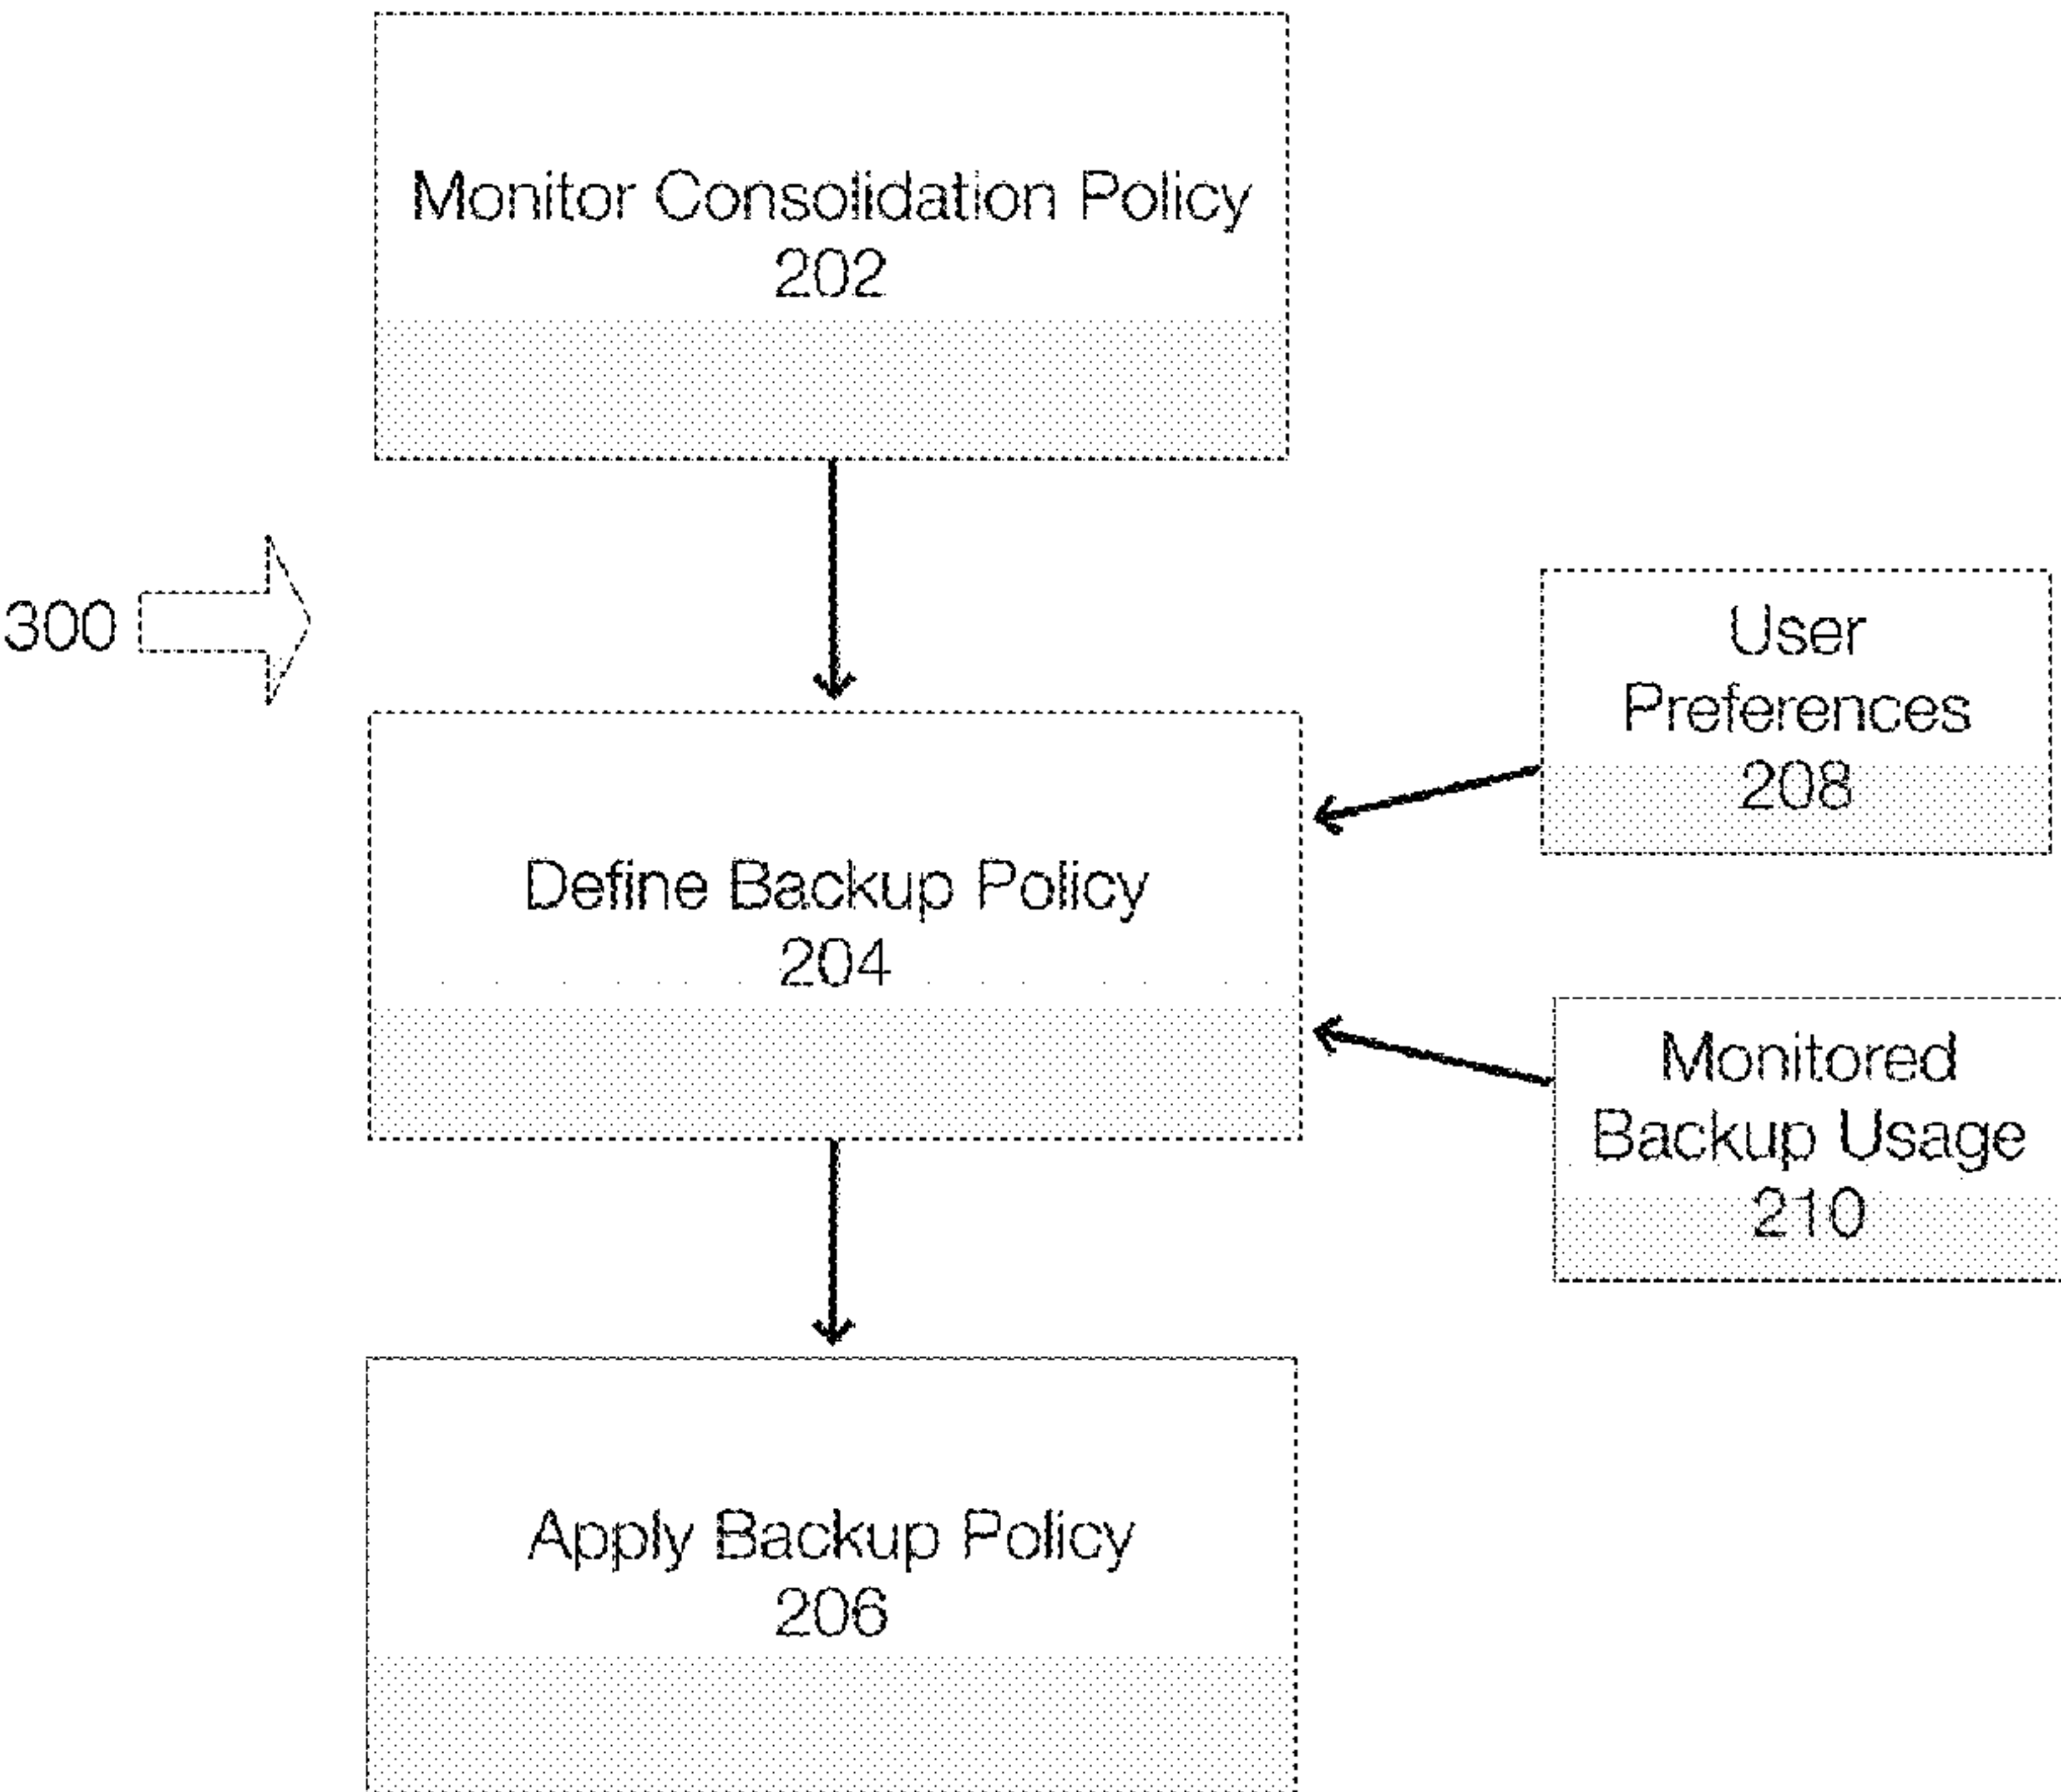 Monitor Consolidation Policy
202
300
User
Preferences
208
Define Backup Policy
204
Monitored
Backup Usage
210
Apply Backup Policy
206